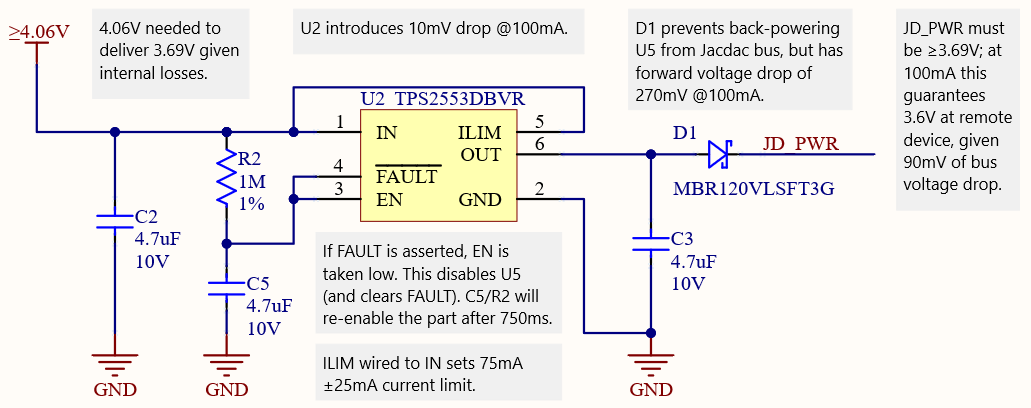 ≥4.06V
4.06V needed to
deliver 3.69V given
internal losses.
U2 introduces 10mV drop @100mA.
D1 prevents back-powering
U5 from Jacdac bus, but has
forward voltage drop of
270mV @100mA.
JD_PWR must
be ≥3.69V; at
100mA this
guarantees
3.6V at remote
device, given
90mV of bus
voltage drop.
U2 TPS2553DBVR
1 IN ILIM 5
OUT 6
4 FAULT
3 EN GND 2
R2
1M
1%
D1
JD_PWR
MBR120VLSFT3G
C2
4.7uF
10V
C5
4.7uF
10V
C3
4.7uF
10V
If FAULT is asserted, EN is
taken low. This disables U5
(and clears FAULT). C5/R2 will
re-enable the part after 750ms.
ILIM wired to IN sets 75mA
±25mA current limit.
GND
GND
GND